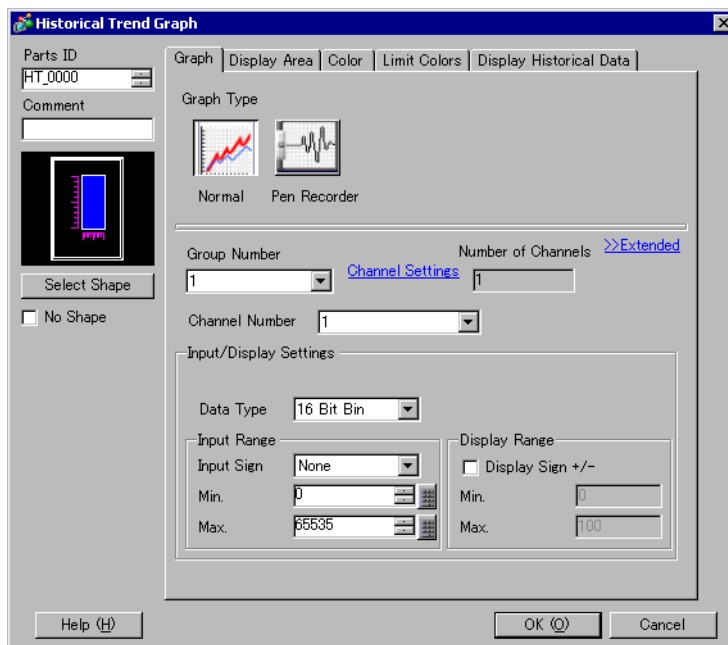 Historical Trend Graph
Parts ID
HT_0000
Comment
Select Shape
No Shape
Graph Display Area Color Limit Colors Display Historical Data
Graph Type
Normal Pen Recorder
Group Number
1
Channel Settings
Number of Channels
1
>>Extended
Channel Number 1
Input/Display Settings
Data Type 16 Bit Bin
Input Range
Input Sign None
Min. 0
Max. 65535
Display Range
Display Sign +/-
Min. 0
Max. 100
Help (H) OK (O) Cancel